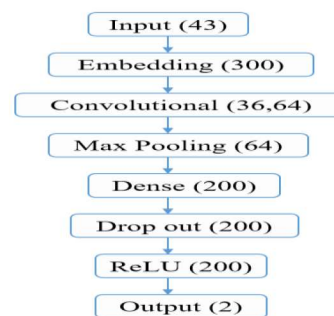 Input (43)
Embedding (300)
Convolutional (36,64)
Max Pooling (64)
Dense (200)
Drop out (200)
ReLU (200)
Output (2)